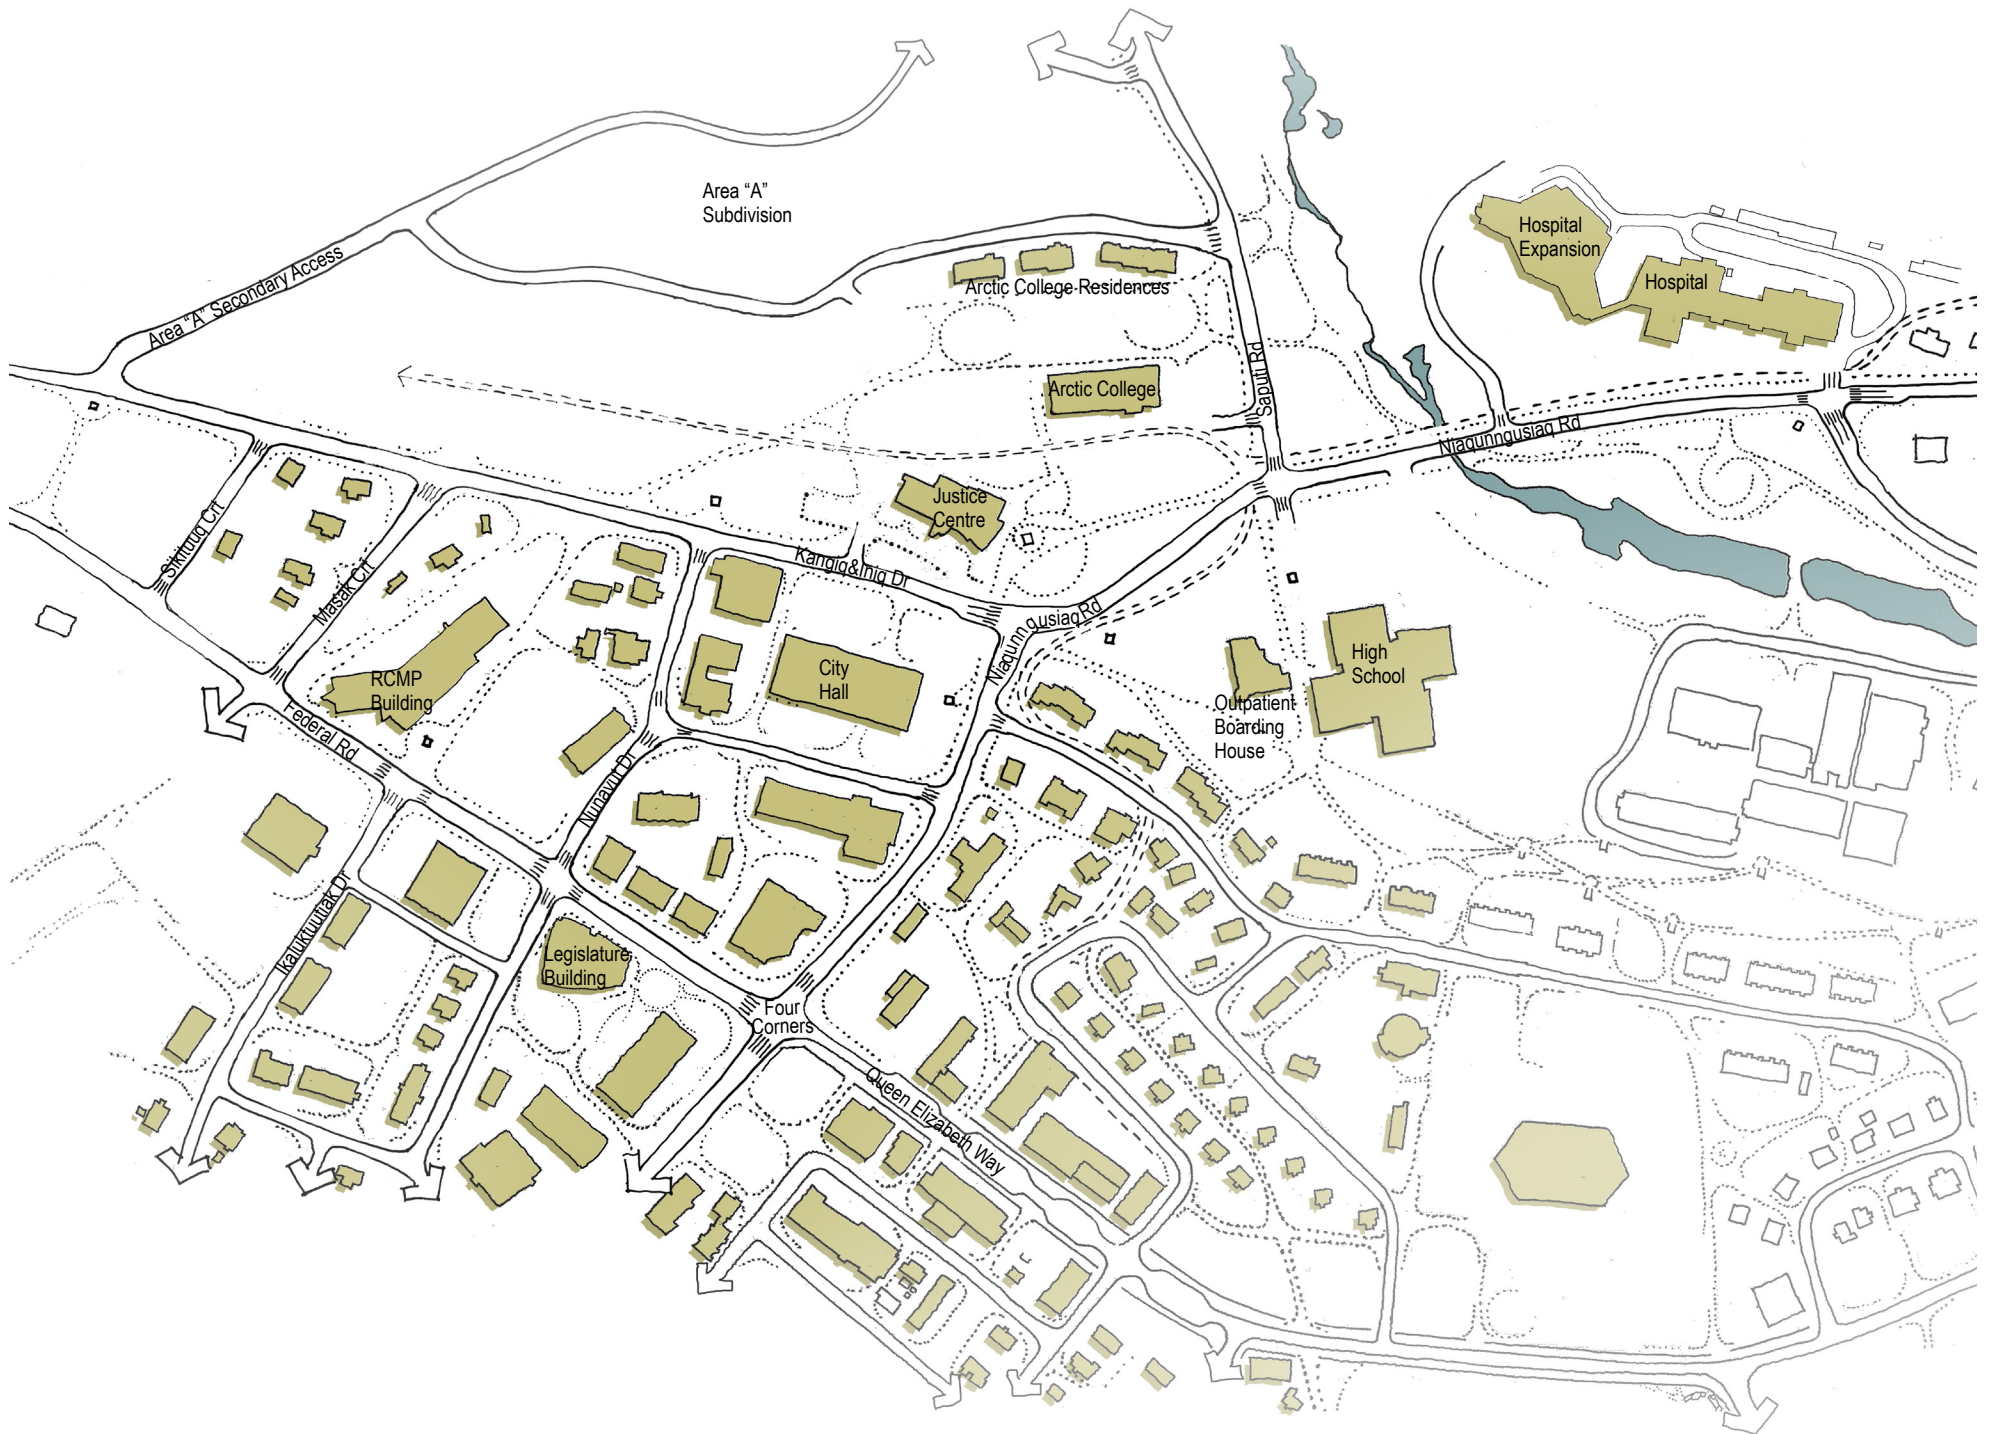 Area “A”
Subdivision
Hospital
Expansion
Hospital
Area “A” Secondary Access
Arctic College Residences
Saputi Rd
Arctic College
Niaqunngusiaq Rd
Justice
Centre
Sikituuq Crt
Masak Crt
Kangiq&Iniq Dr
Niaqunngusiaq Rd
City
Hall
High
School
RCMP
Building
Outpatient
Boarding
House
Federal Rd
Nunavut Dr
Ikaluktuutiak Dr
Legislature
Building
Four
Corners
Queen Elizabeth Way